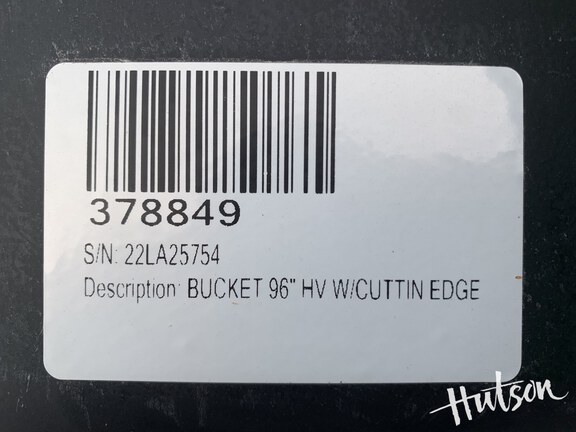 378849
S/N: 22LA25754
Description: BUCKET 96" HV W/CUTTIN EDGE
Hutson